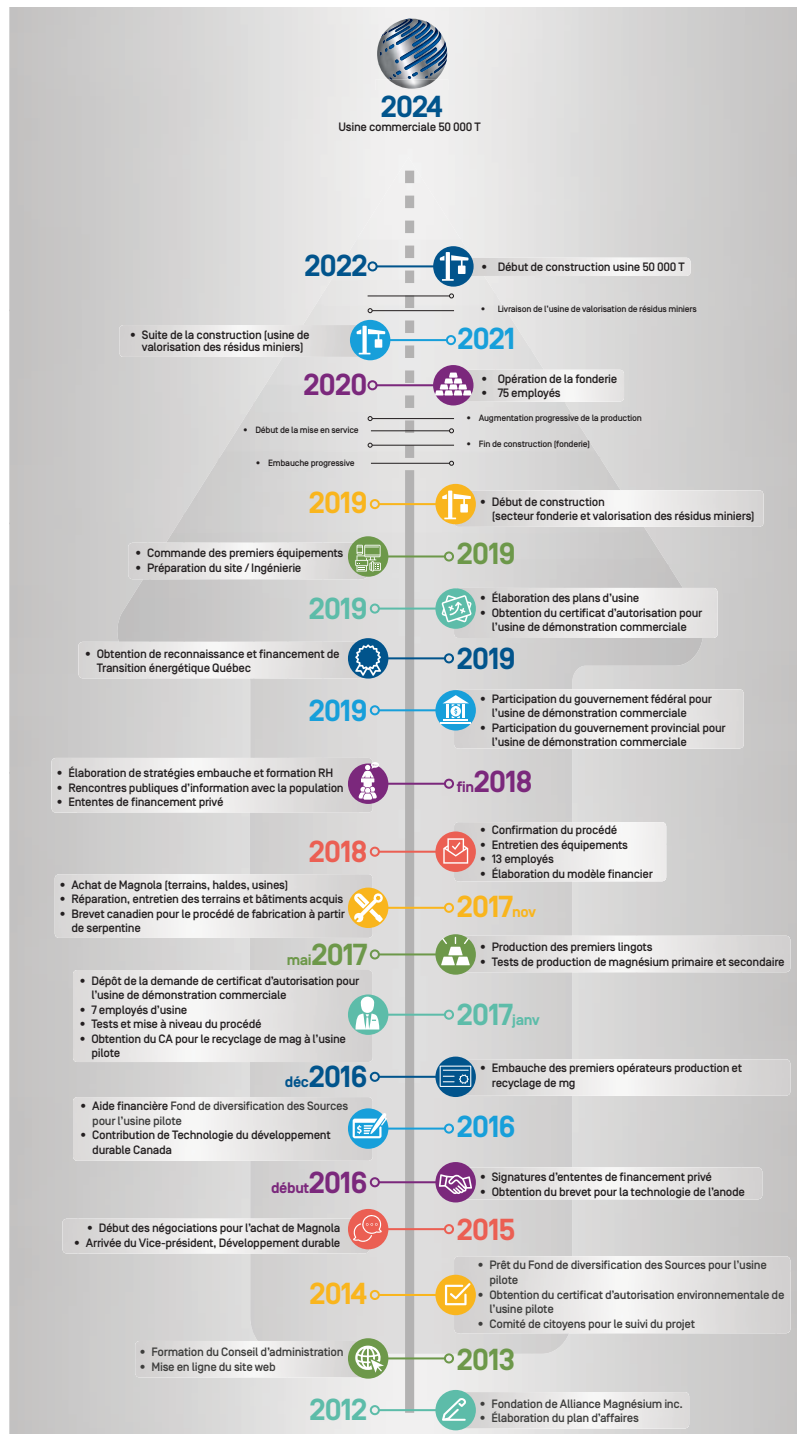 2024
Usine commerciale 50 000 T
2022
• Début de construction usine 50 000 T
• Livraison de l'usine de valorisation de résidus miniers
• Suite de la construction (usine de
valorisation des résidus miniers)
2021
2020
• Opération de la fonderie
• 75 employés
• Augmentation progressive de la production
• Début de la mise en service
• Fin de construction (fonderie)
• Embauche progressive
2019
• Début de construction
(secteur fonderie et valorisation des résidus miniers)
• Commande des premiers équipements
• Préparation du site / Ingénierie
2019
2019
• Élaboration des plans d'usine
• Obtention du certificat d'autorisation pour
l'usine de démonstration commerciale
• Obtention de reconnaissance et financement de
Transition énergétique Québec
2019
2019
• Participation du gouvernement fédéral pour
l'usine de démonstration commerciale
• Participation du gouvernement provincial pour
l'usine de démonstration commerciale
• Élaboration de stratégies embauche et formation RH
• Rencontres publiques d'information avec la population
• Ententes de financement privé
fin2018
2018
• Confirmation du procédé
• Entretien des équipements
• 13 employés
• Élaboration du modèle financier
• Achat de Magnola (terrains, haldes, usines)
• Réparation, entretien des terrains et bâtiments acquis
• Brevet canadien pour le procédé de fabrication à partir
de serpentine
2017nov
mai2017
• Production des premiers lingots
• Tests de production de magnésium primaire et secondaire
• Dépôt de la demande de certificat d'autorisation pour
l'usine de démonstration commerciale
• 7 employés d'usine
• Tests et mise à niveau du procédé
• Obtention du CA pour le recyclage de mag à l'usine
pilote
2017janv
déc2016
• Embauche des premiers opérateurs production et
recyclage de mg
• Aide financière Fond de diversification des Sources
pour l'usine pilote
• Contribution de Technologie du développement
durable Canada
2016
début2016
• Signatures d'ententes de financement privé
• Obtention du brevet pour la technologie de l'anode
• Début des négociations pour l'achat de Magnola
• Arrivée du Vice-président, Développement durable
2015
2014
• Prêt du Fond de diversification des Sources pour l'usine
pilote
• Obtention du certificat d'autorisation environnementale de
l'usine pilote
• Comité de citoyens pour le suivi du projet
• Formation du Conseil d'administration
• Mise en ligne du site web
2013
2012
• Fondation de Alliance Magnésium inc.
• Élaboration du plan d'affaires